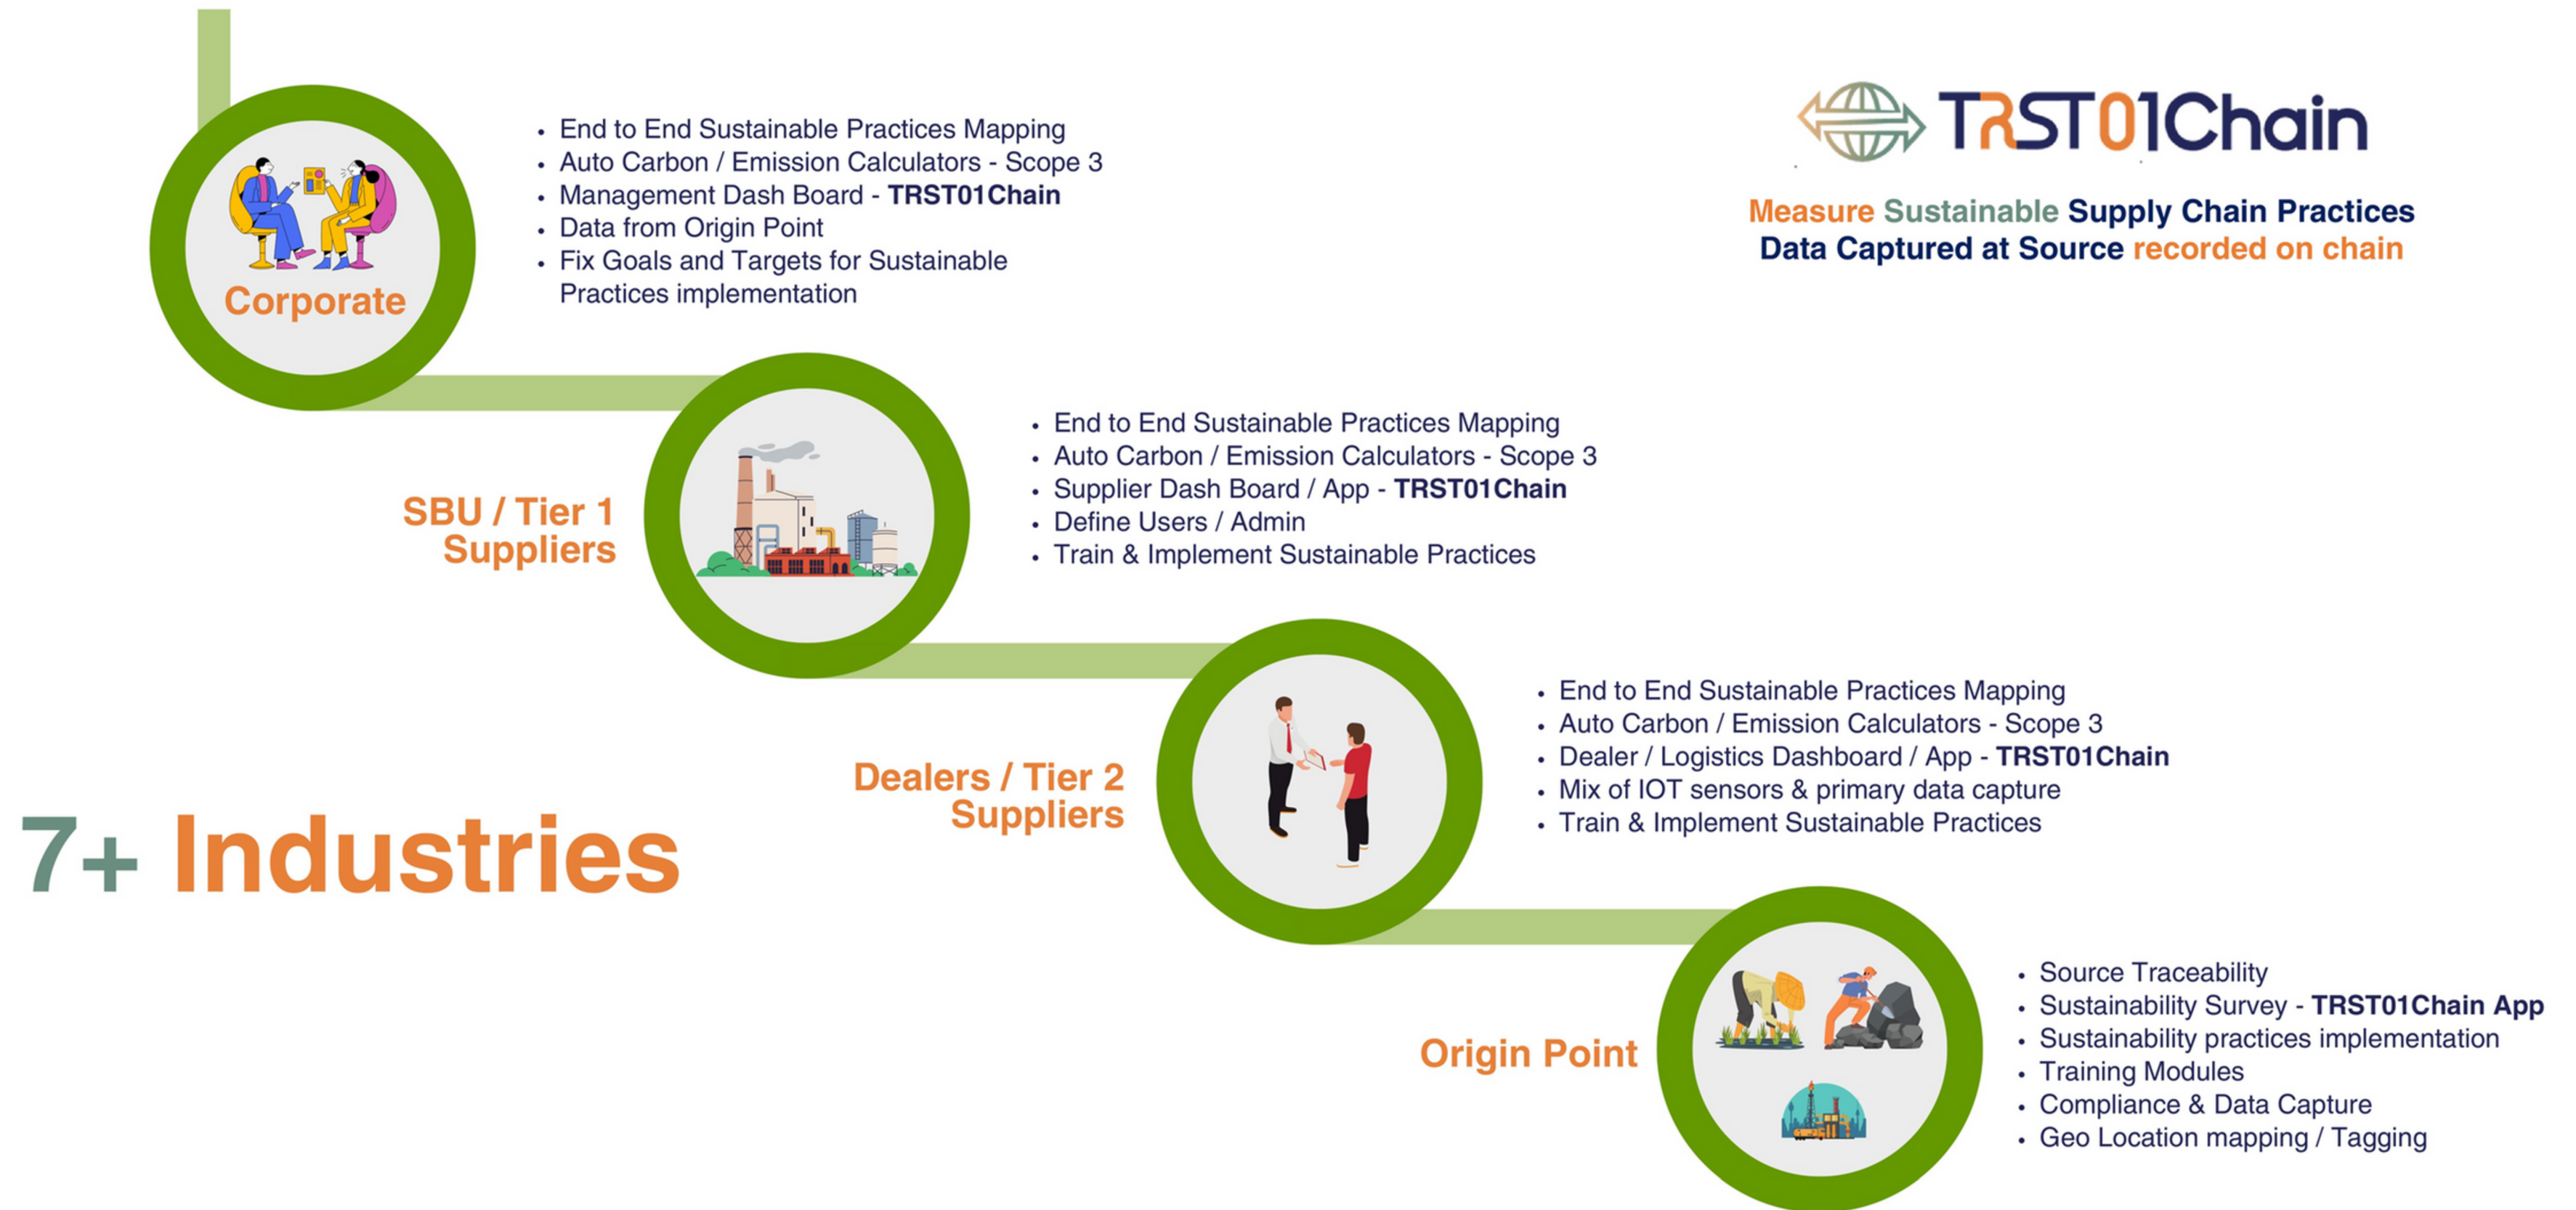 TRST01Chain
Measure Sustainable Supply Chain Practices
Data Captured at Source recorded on chain
Corporate
• End to End Sustainable Practices Mapping
• Auto Carbon / Emission Calculators - Scope 3
• Management Dash Board - TRST01Chain
• Data from Origin Point
• Fix Goals and Targets for Sustainable
Practices implementation
SBU / Tier 1
Suppliers
• End to End Sustainable Practices Mapping
• Auto Carbon / Emission Calculators - Scope 3
• Supplier Dash Board / App - TRST01Chain
• Define Users / Admin
• Train & Implement Sustainable Practices
Dealers / Tier 2
Suppliers
• End to End Sustainable Practices Mapping
• Auto Carbon / Emission Calculators - Scope 3
• Dealer / Logistics Dashboard / App - TRST01Chain
• Mix of IOT sensors & primary data capture
• Train & Implement Sustainable Practices
7+ Industries
Origin Point
• Source Traceability
• Sustainability Survey - TRST01Chain App
• Sustainability practices implementation
• Training Modules
• Compliance & Data Capture
• Geo Location mapping / Tagging